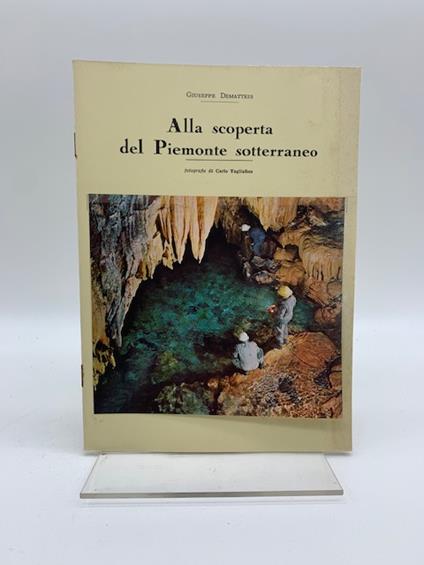 GIUSEPPE DEMATTEIS
Alla scoperta
del Piemonte sotterraneo
fotografie di Carlo Tagliafico